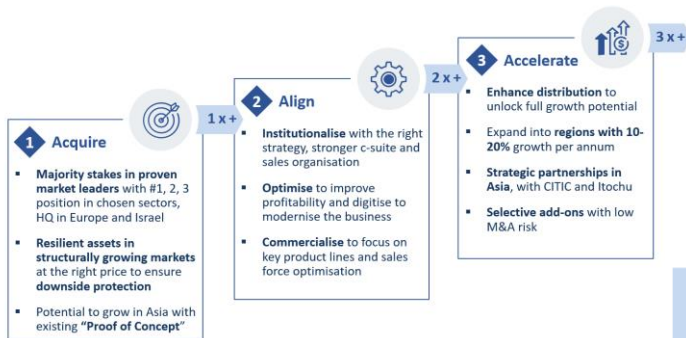 1 Acquire
1 x +
Majority stakes in proven
market leaders with #1, 2, 3
position in chosen sectors,
HQ in Europe and Israel
Resilient assets in
structurally growing markets
at the right price to ensure
downside protection
Potential to grow in Asia with
existing “Proof of Concept”
2 Align
2 x +
Institutionalise with the right
strategy, stronger c-suite and
sales organisation
Optimise to improve
profitability and digitise to
modernise the business
Commercialise to focus on
key product lines and sales
force optimisation
3 Accelerate
3 x +
Enhance distribution to
unlock full growth potential
Expand into regions with 10-
20% growth per annum
Strategic partnerships in
Asia, with CITIC and Itochu
Selective add-ons with low
M&A risk